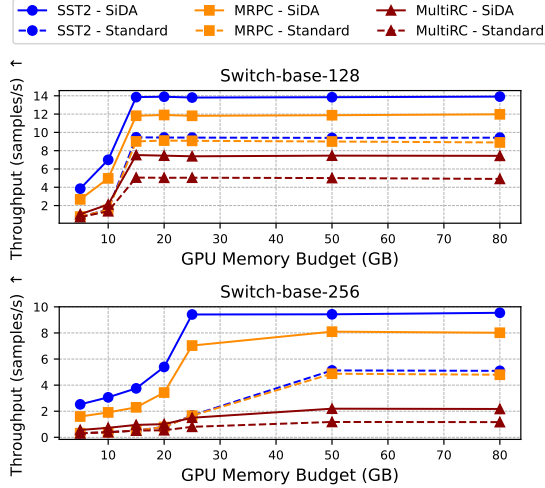 SST2 - SiDA MRPC - SiDA MultiRC - SiDA
SST2 - Standard MRPC - Standard MultiRC - Standard
Switch-base-128
Throughput (samples/s) ↑
14
12
10
8
6
4
2
10 20 30 40 50 60 70 80
GPU Memory Budget (GB)
Switch-base-256
Throughput (samples/s) ↑
10
8
6
4
2
0
10 20 30 40 50 60 70 80
GPU Memory Budget (GB)